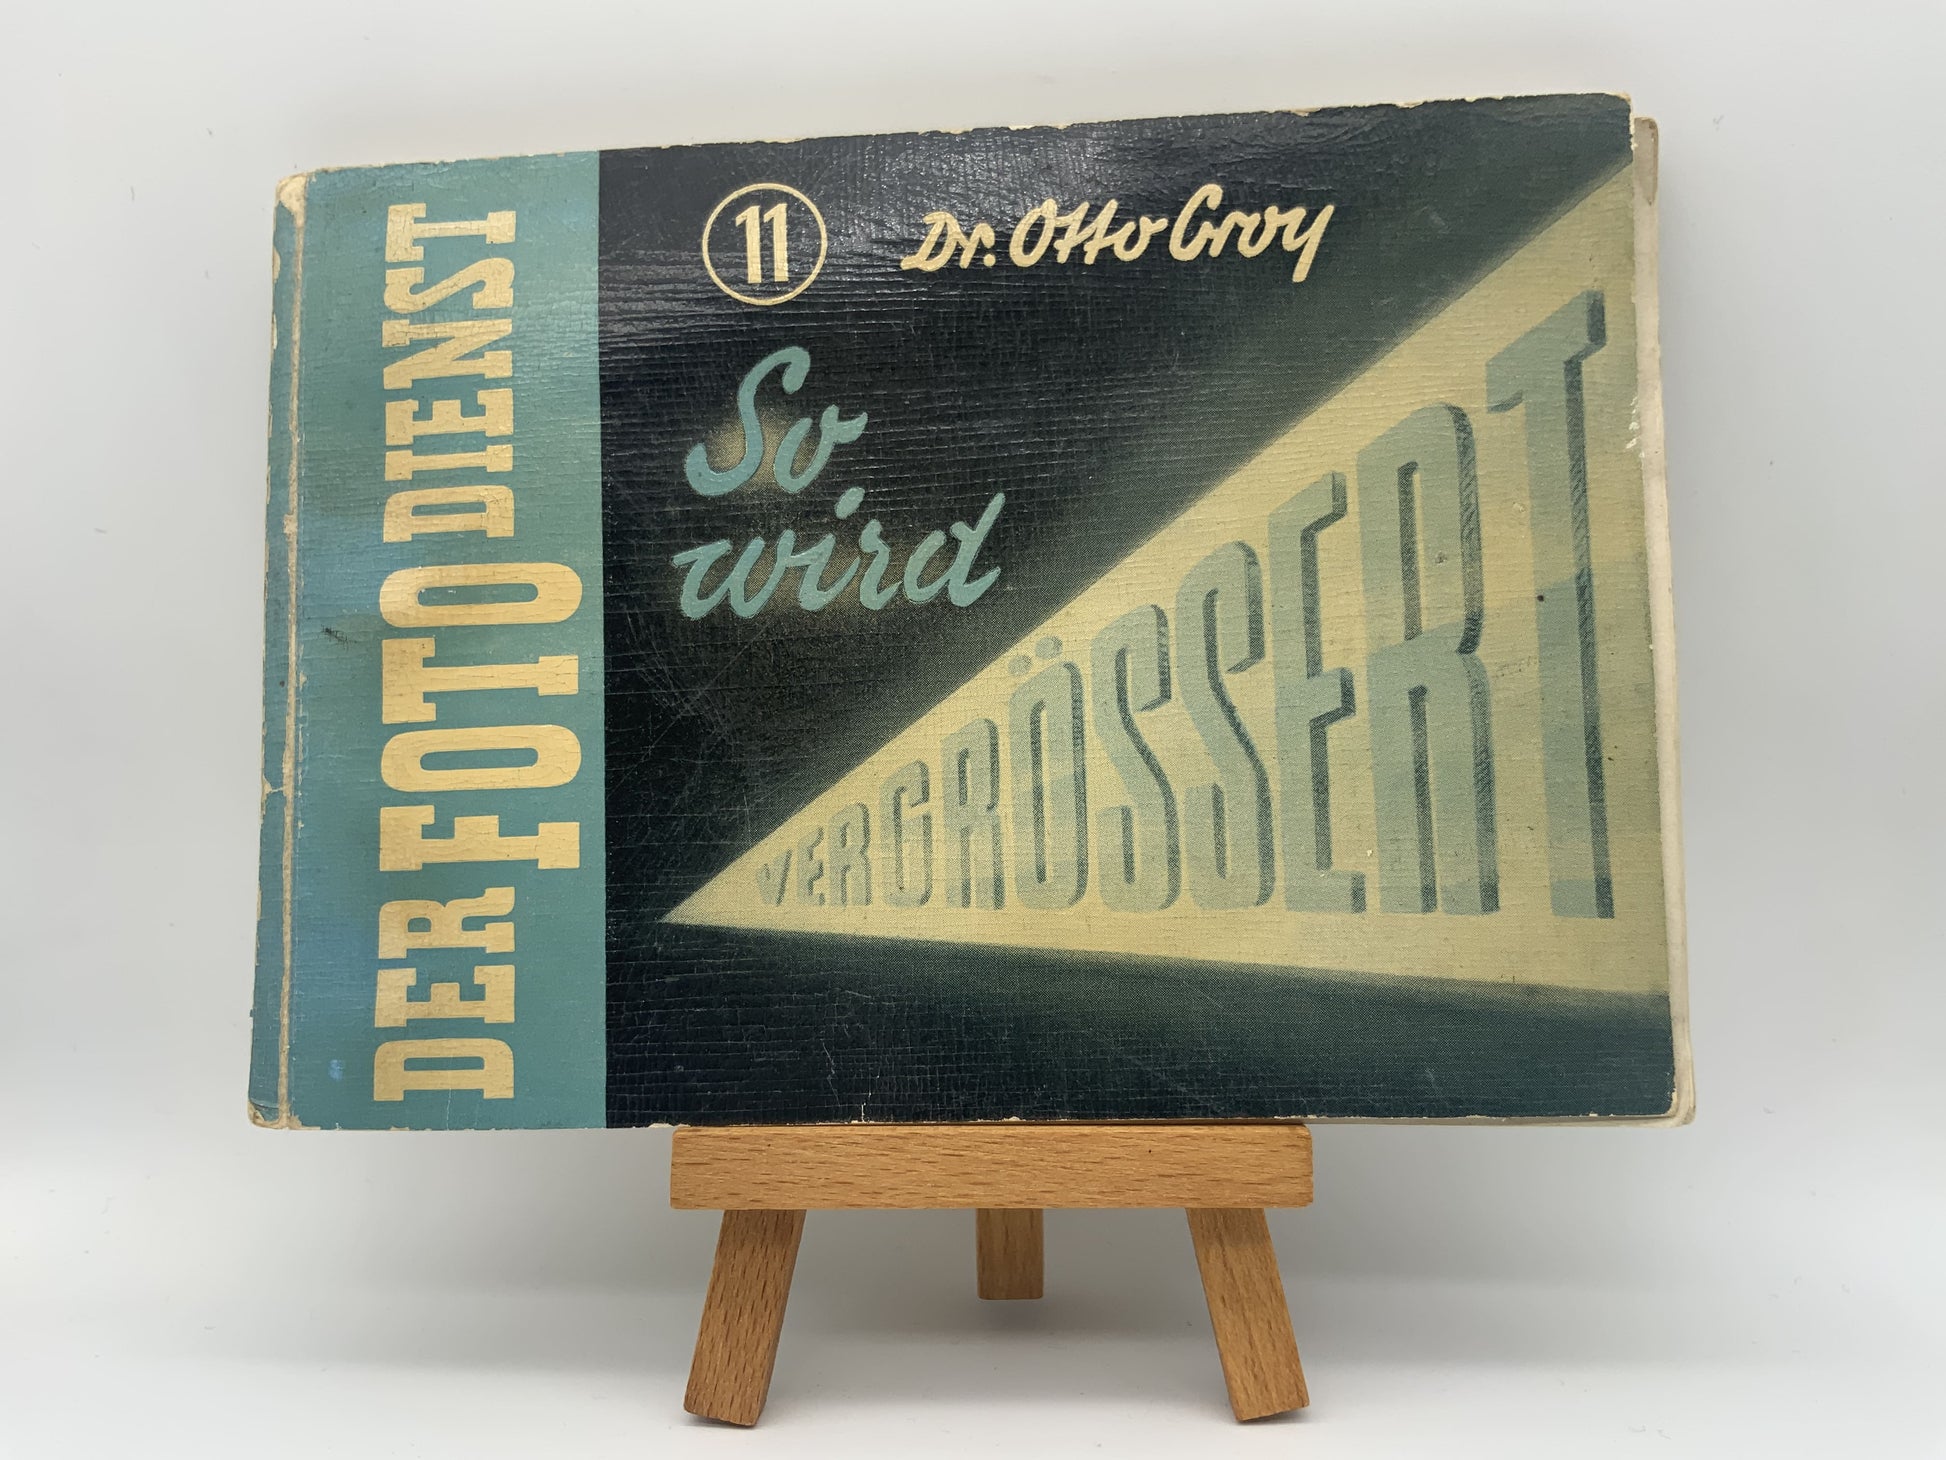 DER FOTO DIENST
11
Dr. Otto Croy
So
wird
VERGRÖSSERT